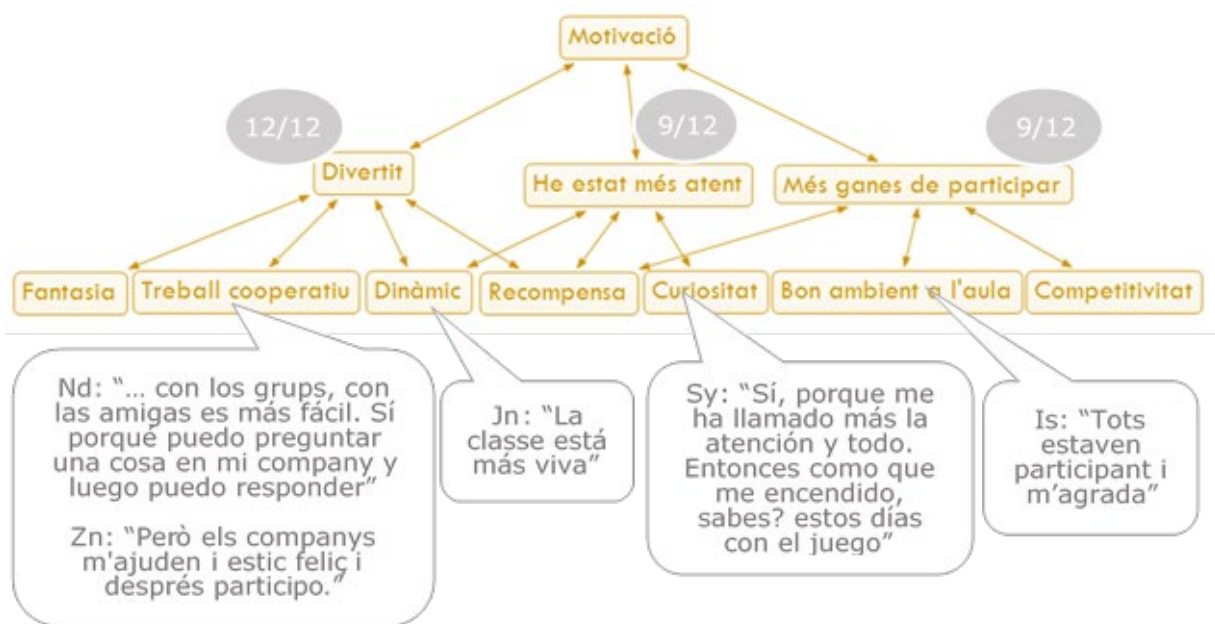 Motivació
12/12
9/12
9/12
Divertit
He estat més atent
Més ganes de participar
Fantasia
Treball cooperatiu
Dinàmic
Recompensa
Curiositat
Bon ambient a l'aula
Competitivitat
Nd: “... con los grups, con
las amigas es más fácil. Sí
porqué puedo preguntar
una cosa en mi company y
luego puedo responder”
Zn: “Però els companys
m'ajuden i estic feliç i
després participo.”
Jn: “La
classe está
más viva”
Sy: “Sí, porque me
ha llamado más la
atención y todo.
Entonces como que
me encendido,
sabes? estos días
con el juego”
Is: “Tots
estaven
participant i
m’agrada”